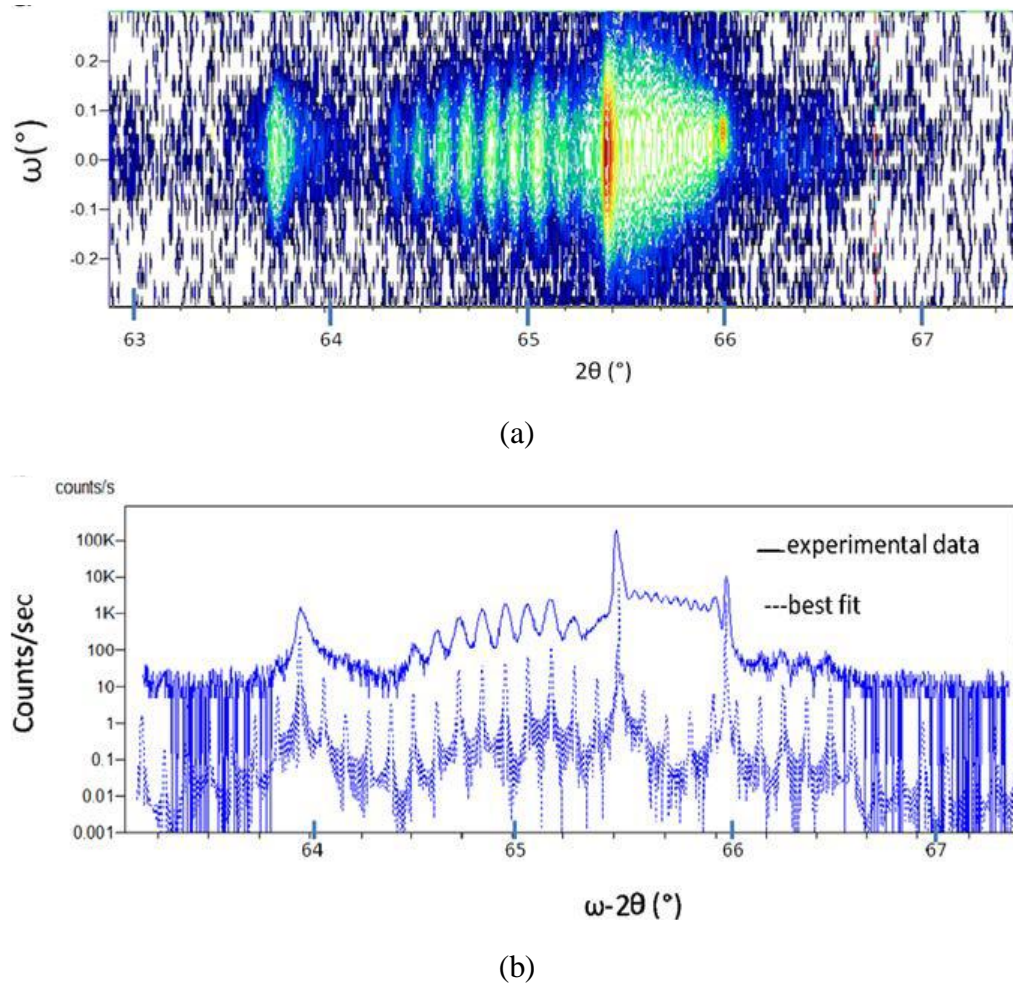 0.2
0.1
0.0
-0.1
-0.2
ω(°)
63 64 65 66 67
2θ (°)
(a)
counts/s
100K
10K
1K
100
10
1
0.1
0.01
0.001
Counts/sec
experimental data
best fit
64 65 66 67
ω-2θ (°)
(b)